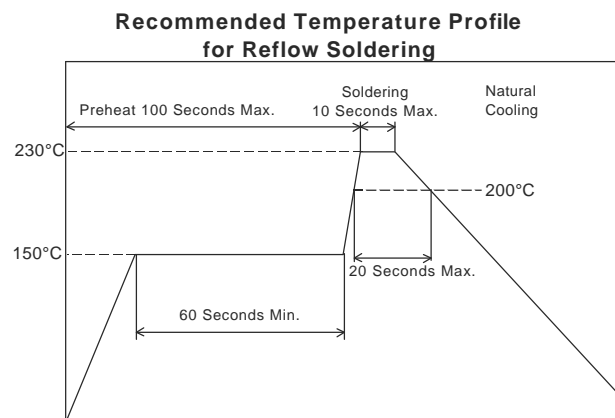 Recommended Temperature Profile
for Reflow Soldering
Soldering
10 Seconds Max.
Natural
Cooling
Preheat 100 Seconds Max.
230°C
200°C
150°C
20 Seconds Max.
60 Seconds Min.